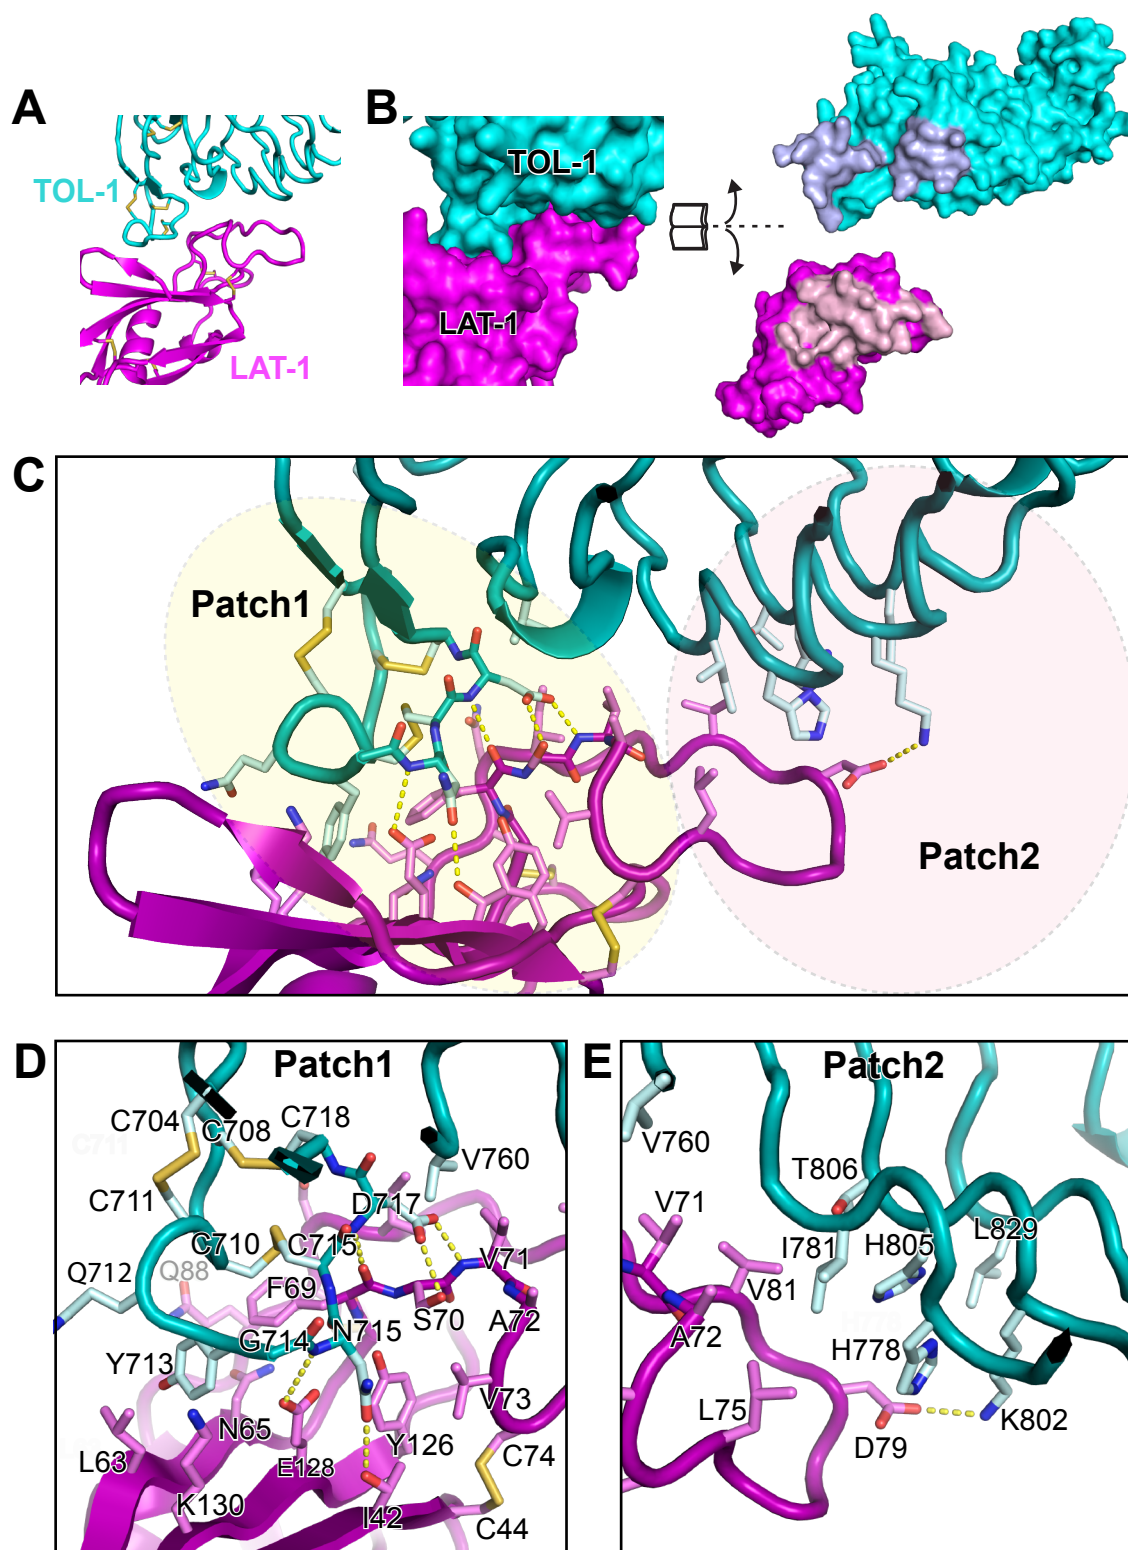 A
TOL-1
LAT-1
B
TOL-1
LAT-1
C
Patch1
Patch2
D
Patch1
C704
C708
C718
C711
C711
V760
D717
C710
C715
Q712
Q88
F69
V71
S70
A72
G714
N715
Y713
V73
N65
Y126
L63
E128
C74
K130
I42
C44
E
Patch2
V760
T806
V71
I781
H805
L829
V81
A72
H778
H778
L75
K802
D79